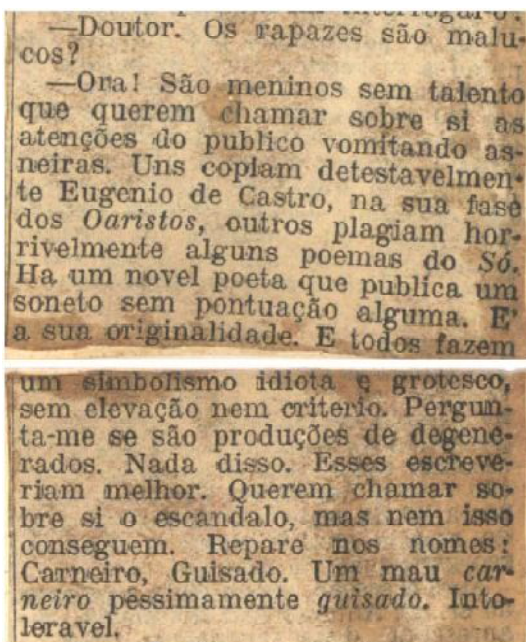 —Doutor. Os rapazes são malu-
cos?
—Ora! São meninos sem talento
que querem chamar sobre si as
atenções do publico vomitando as-
neiras. Uns copiam detestavelmen-
te Eugenio de Castro, na sua fase
dos Oaristos, outros plagiam hor-
rivelmente alguns poemas do Só.
Ha um novel poeta que publica um
soneto sem pontuação alguma. E'
a sua originalidade. E todos fazem
um simbolismo idiota e grotesco,
sem elevação nem criterio. Pergun-
ta-me se são produções de degene-
rados. Nada disso. Esses escreve-
riam melhor. Querem chamar so-
bre si o escandalo, mas nem isso
conseguem. Repare nos nomes:
Carneiro, Guisado. Um mau car-
neiro pessimamente guisado. Into-
leravel.